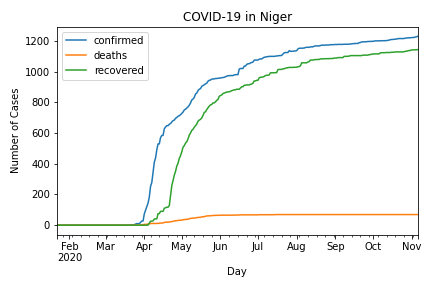 COVID-19 in Niger
confirmed
deaths
recovered
Number of Cases
1200
1000
800
600
400
200
0
Feb Mar Apr May Jun Jul Aug Sep Oct Nov
2020
Day